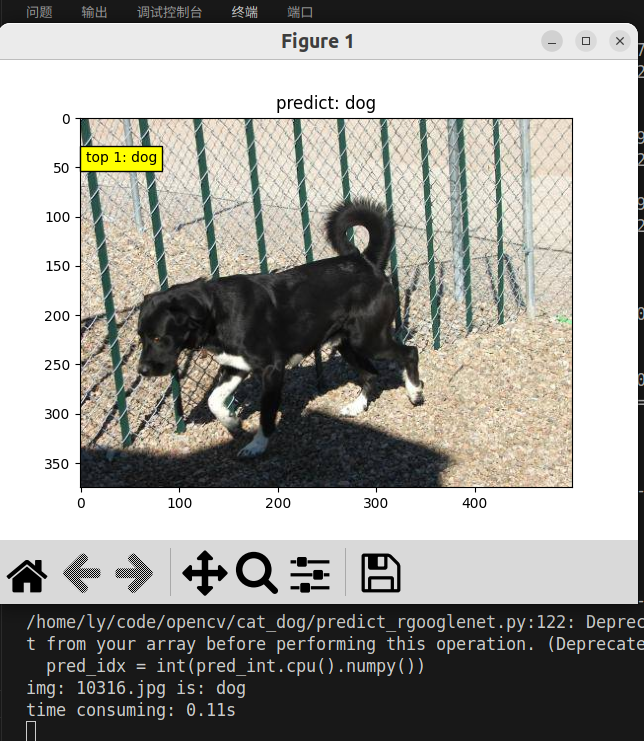 问题 输出 调试控制台 终端 端口
Figure 1
predict: dog
top 1: dog
0
50
100
150
200
250
300
350
0 100 200 300 400
/home/ly/code/opencv/cat_dog/predict_rgooglenet.py:122: Deprec
t from your array before performing this operation. (Deprecate
pred_idx = int(pred_int.cpu().numpy())
img: 10316.jpg is: dog
time consuming: 0.11s